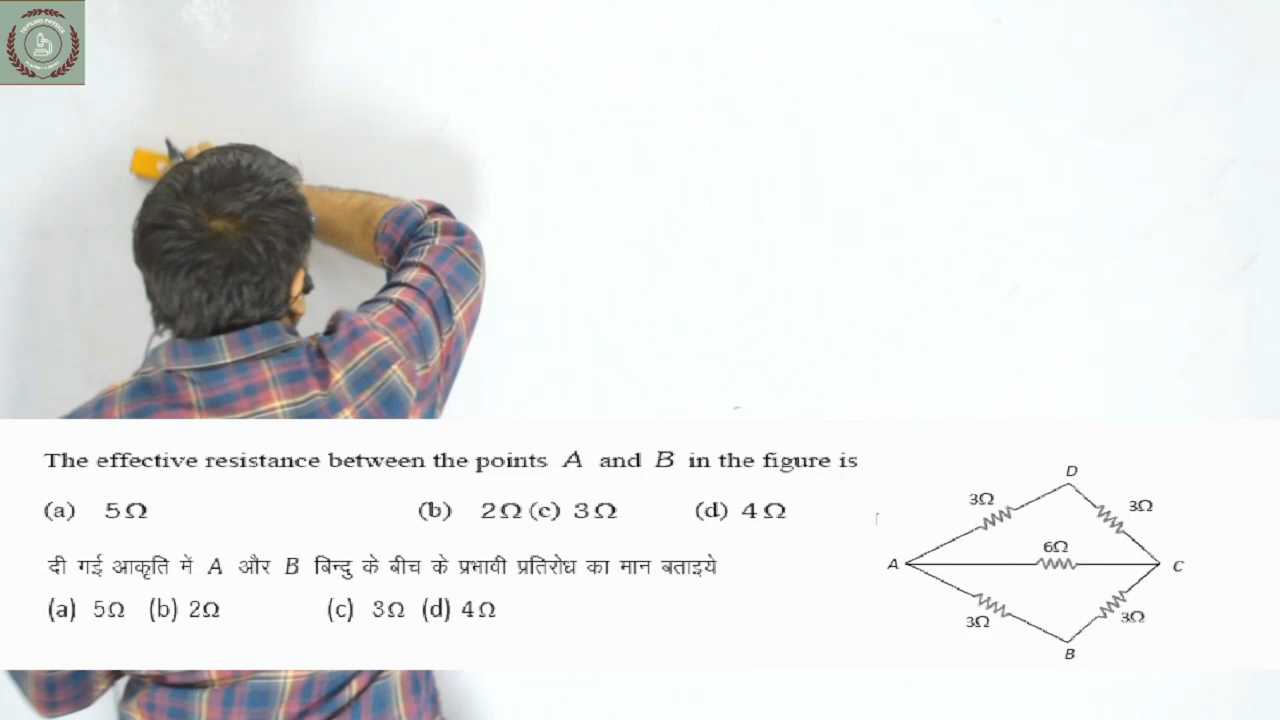 The effective resistance between the points A and B in the figure is
(a) 5Ω (b) 2Ω (c) 3Ω (d) 4Ω
दी गई आकृति में A और B बिन्दु के बीच के प्रभावी प्रतिरोध का मान बताइये
(a) 5Ω (b) 2Ω (c) 3Ω (d) 4Ω
D
3Ω 3Ω
6Ω
A C
3Ω 3Ω
B